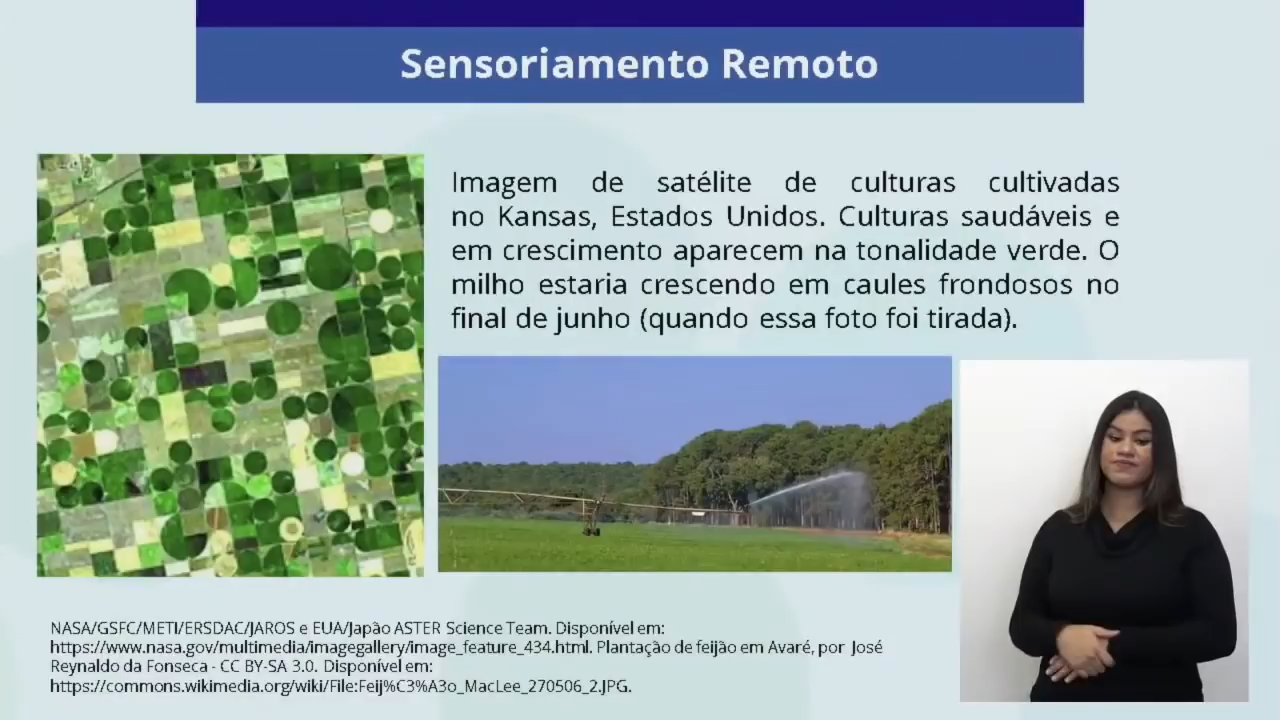 Sensoriamento Remoto
Imagem de satélite de culturas cultivadas
no Kansas, Estados Unidos. Culturas saudáveis e
em crescimento aparecem na tonalidade verde. O
milho estaria crescendo em caules frondosos no
final de junho (quando essa foto foi tirada).
NASA/GSFC/METI/ERSDAC/JAROS e EUA/Japão ASTER Science Team. Disponível em:
https://www.nasa.gov/multimedia/imagegallery/image_feature_434.html. Plantação de feijão em Avaré, por José
Reynaldo da Fonseca - CC BY-SA 3.0. Disponível em:
https://commons.wikimedia.org/wiki/File:Feij%C3%A3o_MacLee_270506_2.JPG.